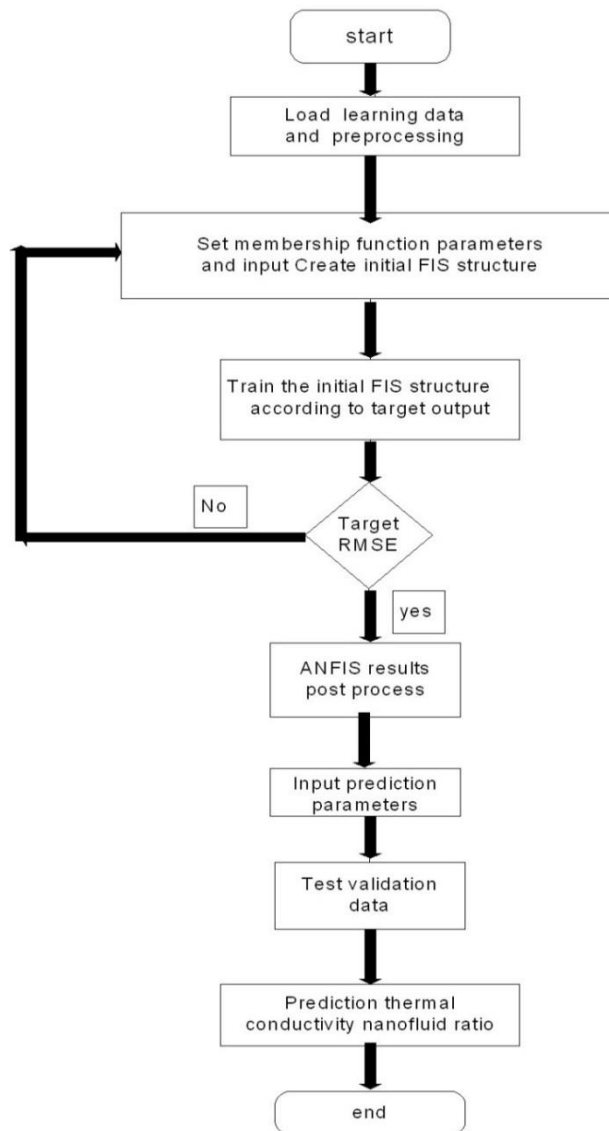 start
Load learning data
and preprocessing
Set membership function parameters
and input Create initial FIS structure
Train the initial FIS structure
according to target output
No
Target
RMSE
yes
ANFIS results
post process
Input prediction
parameters
Test validation
data
Prediction thermal
conductivity nanofluid ratio
end